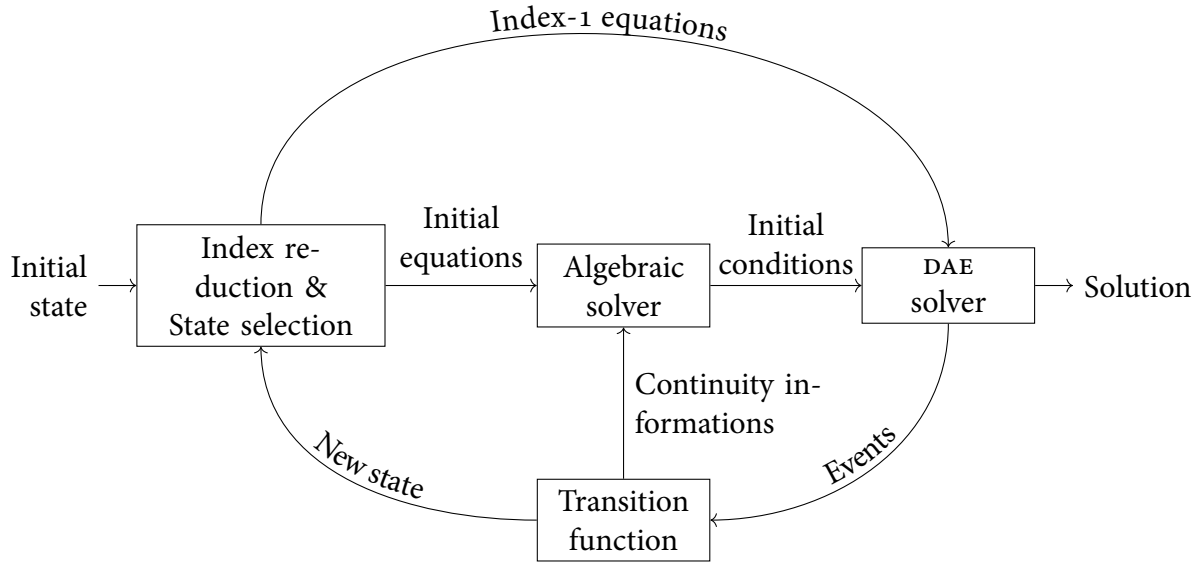 Index-1 equations
Initial
state
Index re-
duction &
State selection
Initial
equations
Algebraic
solver
Initial
conditions
DAE
solver
Solution
Continuity in-
formations
New state
Events
Transition
function